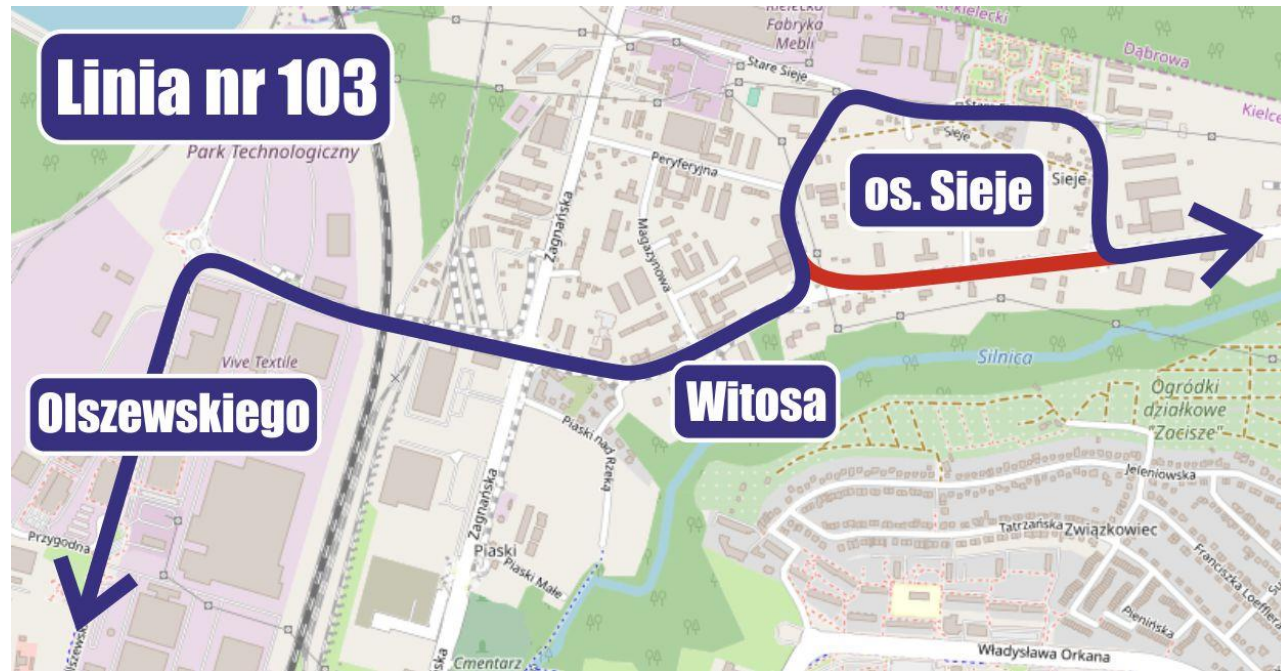 Linia nr 103
Kielecka
Fabryka
Mebli
Dąbrowa
Kielce
Stare Sieje
Park Technologiczny
Zagnańska
Peryferyjna
Magazynowa
Sieje
Sieje
os. Sieje
Vive Textile
Silnica
Olszewskiego
Witosa
Ogródki
działkowe
"Zacisze"
Piaski nad Rzeką
Jeleniowska
Zagnańska
Przygodna
Piaski
Piaski Małe
Tatrzańska
Związkowiec
Franciszka Loefflera
Pienińska
Władysława Orkana
Cmentarz